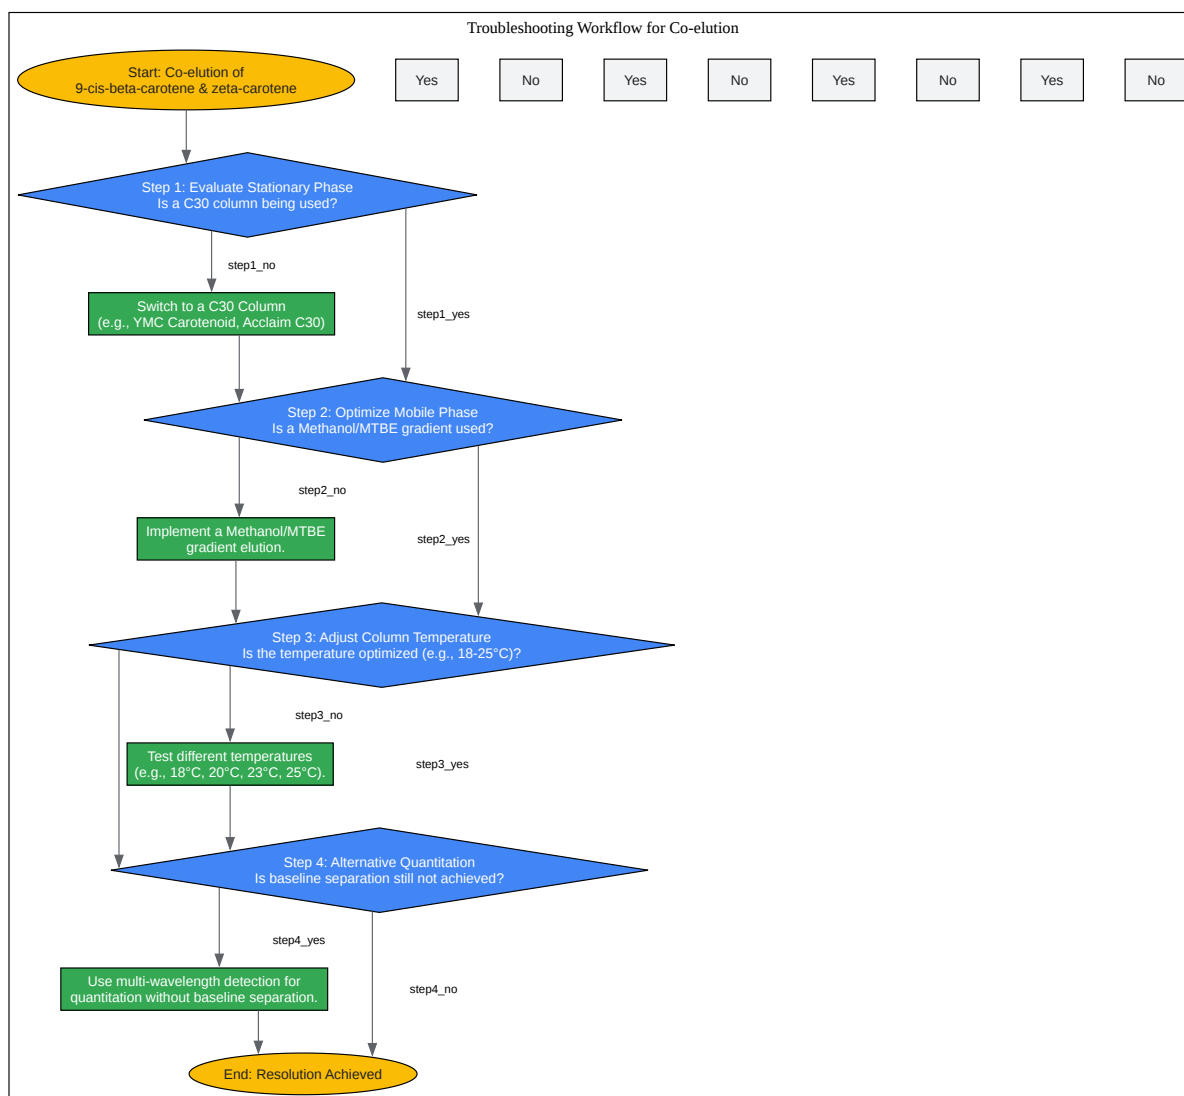 Troubleshooting Workflow for Co-elution
Start: Co-elution of
9-cis-beta-carotene & zeta-carotene
Yes
No
Yes
No
Yes
No
Yes
No
Step 1: Evaluate Stationary Phase
Is a C30 column being used?
step1_no
Switch to a C30 Column
(e.g., YMC Carotenoid, Acclaim C30)
step1_yes
Step 2: Optimize Mobile Phase
Is a Methanol/MTBE gradient used?
step2_no
Implement a Methanol/MTBE
gradient elution.
step2_yes
Step 3: Adjust Column Temperature
Is the temperature optimized (e.g., 18-25°C)?
step3_no
Test different temperatures
(e.g., 18°C, 20°C, 23°C, 25°C).
step3_yes
Step 4: Alternative Quantitation
Is baseline separation still not achieved?
step4_yes
Use multi-wavelength detection for
quantitation without baseline separation.
step4_no
End: Resolution Achieved